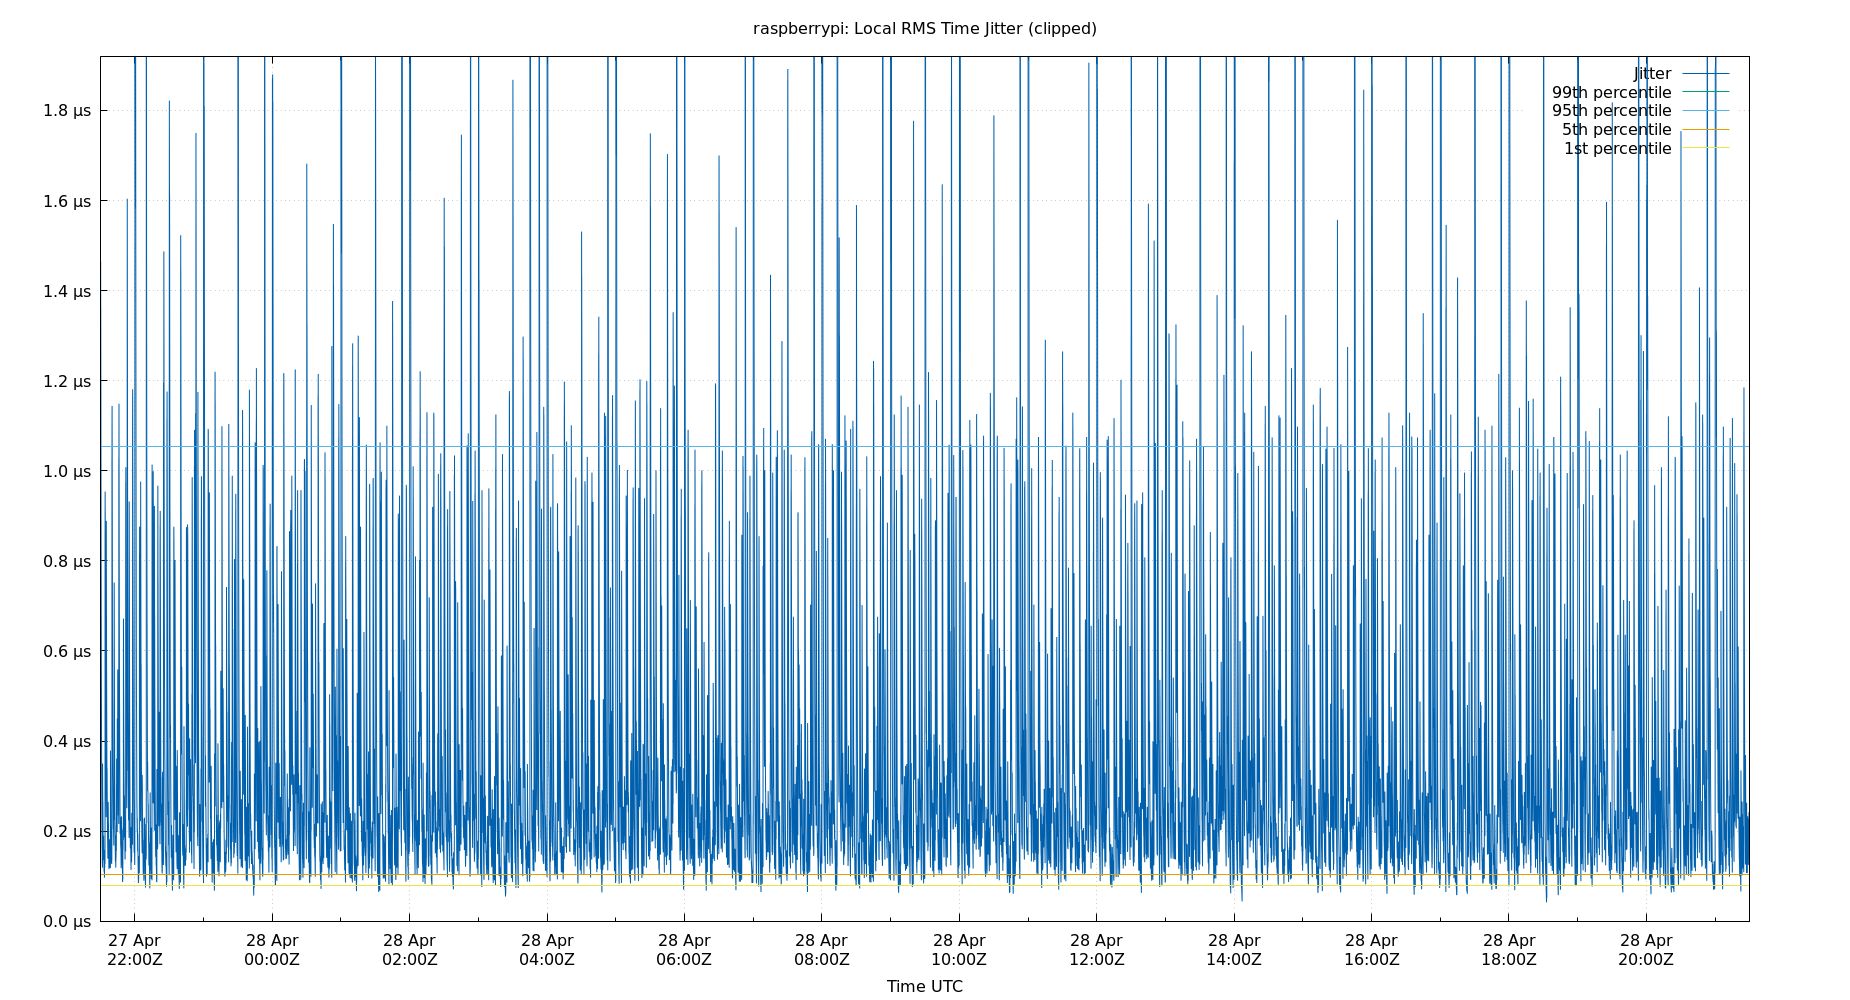 raspberrypi: Local RMS Time Jitter (clipped)
Jitter
99th percentile
95th percentile
5th percentile
1st percentile
1.8 µs
1.6 µs
1.4 µs
1.2 µs
1.0 µs
0.8 µs
0.6 µs
0.4 µs
0.2 µs
0.0 µs
27 Apr 28 Apr 28 Apr 28 Apr 28 Apr 28 Apr 28 Apr 28 Apr 28 Apr 28 Apr 28 Apr 28 Apr
22:00Z 00:00Z 02:00Z 04:00Z 06:00Z 08:00Z 10:00Z 12:00Z 14:00Z 16:00Z 18:00Z 20:00Z
Time UTC